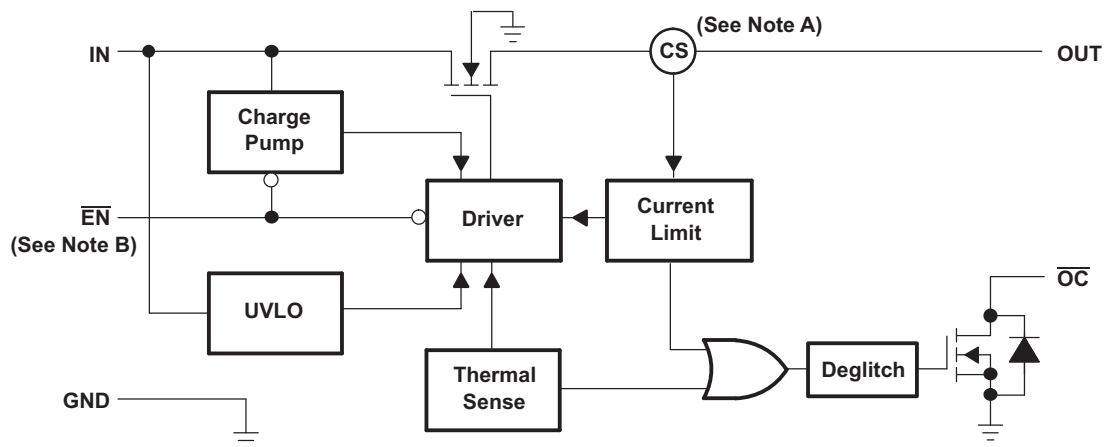 (See Note A)
IN
CS
OUT
Charge
Pump
EN
(See Note B)
Driver
Current
Limit
UVLO
OC
Thermal
Sense
Deglitch
GND